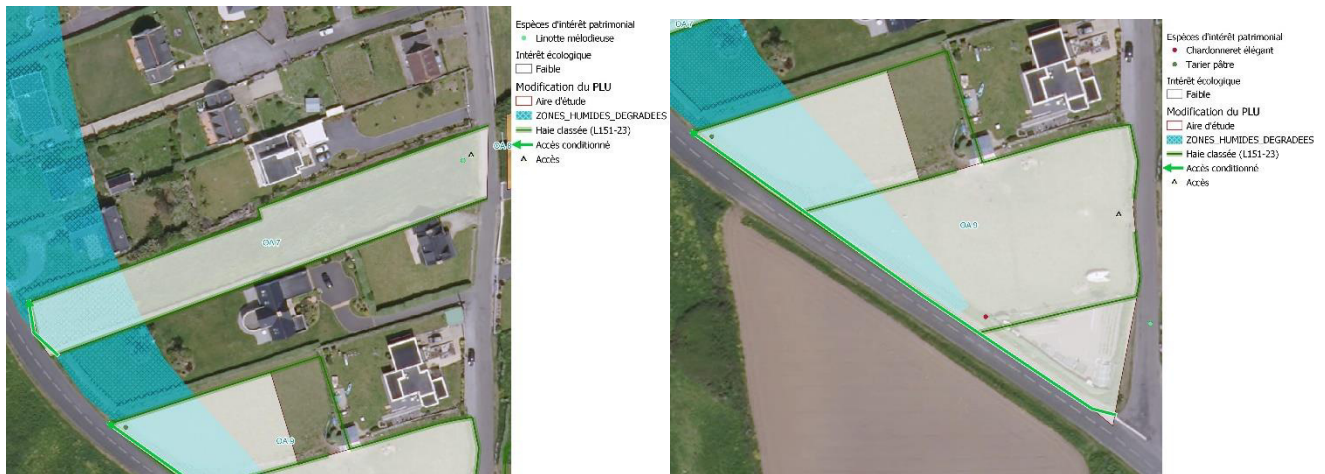 Espèces d'intérêt patrimonial
Linotte mélodieuse
Intérêt écologique
Faible
Modification du PLU
Aire d'étude
ZONES_HUMIDES_DEGRADEES
Haie classée (L151-23)
Accès conditionné
Accès
OA 7
OA 9
OA 7
Espèces d'intérêt patrimonial
Chardonneret élégant
Tarier pâtre
Intérêt écologique
Faible
Modification du PLU
Aire d'étude
ZONES_HUMIDES_DEGRADEES
Haie classée (L151-23)
Accès conditionné
Accès
OA 9